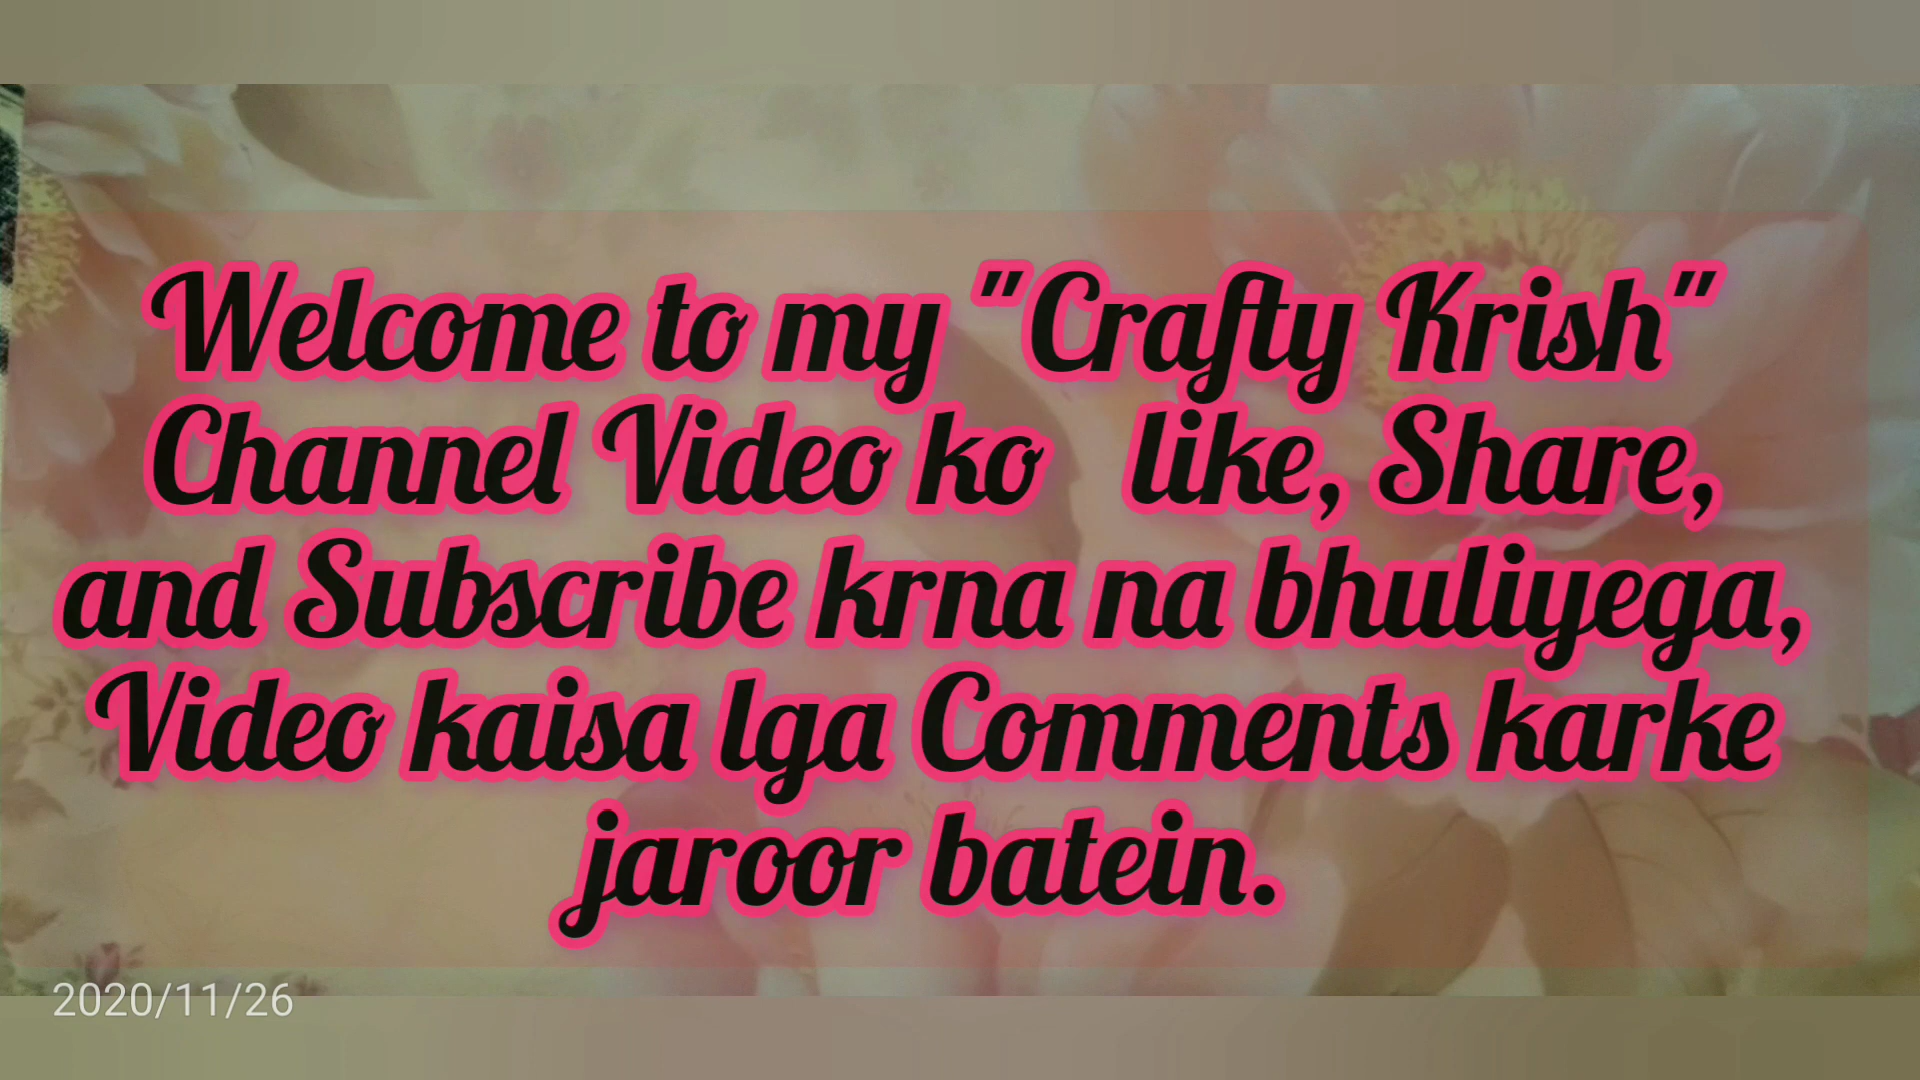 Welcome to my "Crafty Krish"
Channel Video ko like, Share,
and Subscribe krna na bhuliyega,
Video kaisa lga Comments karke
jaroor batein.
2020/11/26